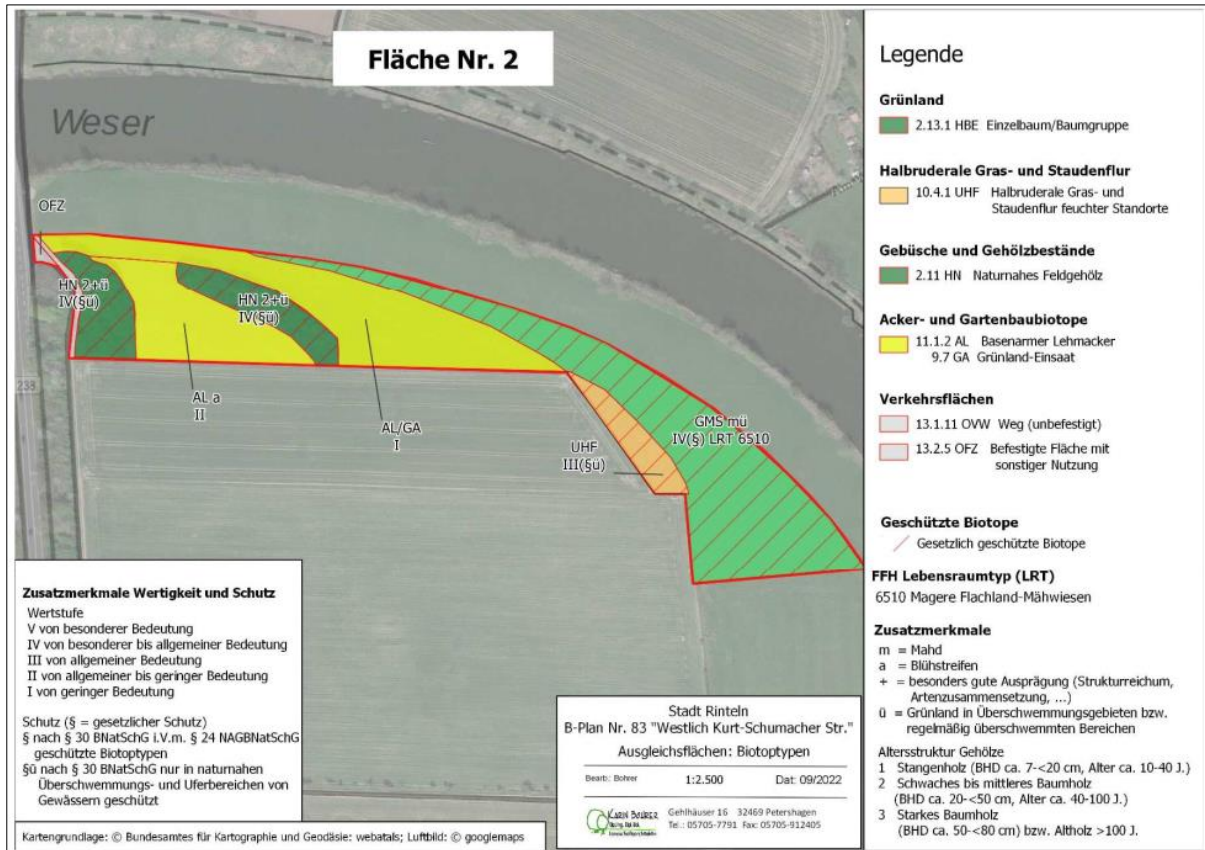 Fläche Nr. 2
Weser
OFZ
HN 2+ü
IV(§ü)
HN 2+ü
IV(§ü)
238
AL a
II
AL/GA
I
UHF
III(§ü)
GMS mü
IV(§) LRT 6510
Legende
Grünland
2.13.1 HBE Einzelbaum/Baumgruppe
Halbruderale Gras- und Staudenflur
10.4.1 UHF Halbruderale Gras- und
Staudenflur feuchter Standorte
Gebüsche und Gehölzbestände
2.11 HN Naturnahes Feldgehölz
Acker- und Gartenbaubiotope
11.1.2 AL Basenarmer Lehmacker
9.7 GA Grünland-Einsaat
Verkehrsflächen
13.1.11 OVW Weg (unbefestigt)
13.2.5 OFZ Befestigte Fläche mit
sonstiger Nutzung
Geschützte Biotope
Gesetzlich geschützte Biotope
FFH Lebensraumtyp (LRT)
6510 Magere Flachland-Mähwiesen
Zusatzmerkmale
m = Mahd
a = Blühstreifen
+ = besonders gute Ausprägung (Strukturreichum,
Artenzusammensetzung, ...)
ü = Grünland in Überschwemmungsgebieten bzw.
regelmäßig überschwemmten Bereichen
Altersstruktur Gehölze
1 Stangenholz (BHD ca. 7-<20 cm, Alter ca. 10-40 J.)
2 Schwaches bis mittleres Baumholz
(BHD ca. 20-<50 cm, Alter ca. 40-100 J.)
3 Starkes Baumholz
(BHD ca. 50-<80 cm) bzw. Altholz >100 J.
Zusatzmerkmale Wertigkeit und Schutz
Wertstufe
V von besonderer Bedeutung
IV von besonderer bis allgemeiner Bedeutung
III von allgemeiner Bedeutung
II von allgemeiner bis geringer Bedeutung
I von geringer Bedeutung
Schutz (§ = gesetzlicher Schutz)
§ nach § 30 BNatSchG i.V.m. § 24 NAGBNatSchG
geschützte Biotoptypen
§ü nach § 30 BNatSchG nur in naturnahen
Überschwemmungs- und Uferbereichen von
Gewässern geschützt
Stadt Rinteln
B-Plan Nr. 83 "Westlich Kurt-Schumacher Str."
Ausgleichsflächen: Biotoptypen
Bearb: Bohrer 1:2.500 Dat: 09/2022
Karin Bohrer
Gehlhäuser 16 32469 Petershagen
Tel.: 05705-7791 Fax: 05705-912405
Kartengrundlage: © Bundesamtes für Kartographie und Geodäsie: webatals; Luftbild: © googlemaps